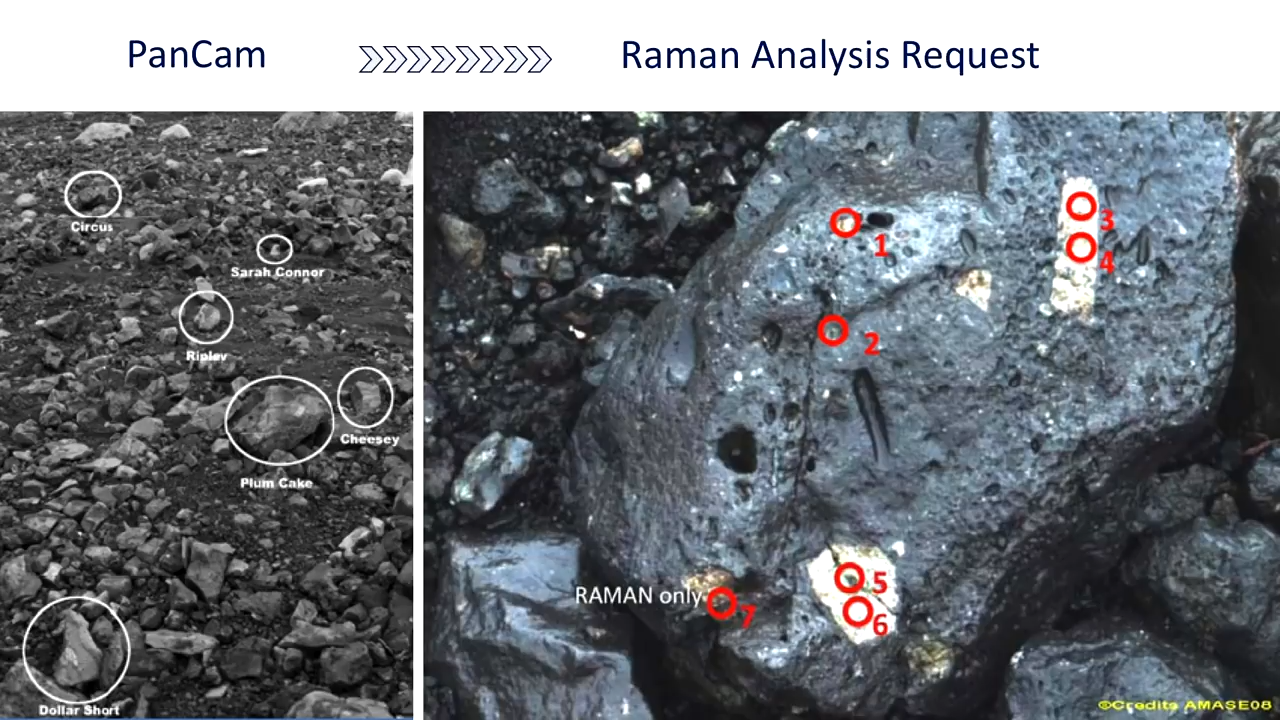 PanCam
Raman Analysis Request
Circus
Sarah Connor
Ripley
Cheesey
Plum Cake
Dollar Short
1
2
3
4
RAMAN only
7
5
6
©Credits AMASE08